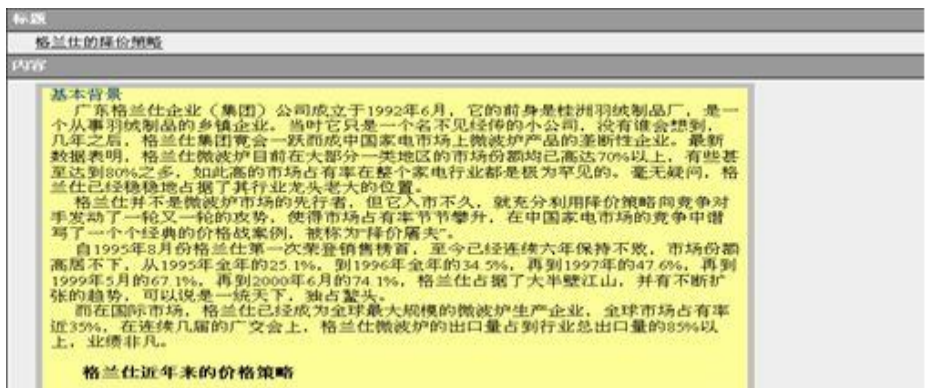 标题
格兰仕的降价策略
内容
基本背景
广东格兰仕企业（集团）公司成立于1992年6月，它的前身是桂洲羽绒制品厂，是一
个从事羽绒制品的乡镇企业。当时它只是一个名不见经传的小公司，没有谁会想到，
几年之后，格兰仕集团竟会一跃而成中国家电市场上微波炉产品的垄断性企业。最新
数据表明，格兰仕微波炉目前在大部分一类地区的市场份额均已高达70%以上，有些甚
至达到80%之多，如此高的市场占有率在整个家电行业都是极为罕见的。毫无疑问，格
兰仕已经稳稳地占据了其行业龙头老大的位置。
格兰仕并不是微波炉市场的先行者，但它入市不久，就充分利用降价策略向竞争对
手发动了一轮又一轮的攻势，使得市场占有率节节攀升，在中国家电市场的竞争中谱
写了一个个经典的价格战案例，被称为“降价屠夫”。
自1995年8月份格兰仕第一次荣登销售榜首，至今已经连续六年保持不败，市场份额
高居不下，从1995年全年的25.1%，到1996年全年的34.5%，再到1997年的47.6%，再到
1999年5月的67.1%，再到2000年6月的74.1%，格兰仕占据了大半壁江山，并有不断扩
张的趋势，可以说是一统天下，独占鳌头。
而在国际市场，格兰仕已经成为全球最大规模的微波炉生产企业，全球市场占有率
近35%，在连续几届的广交会上，格兰仕微波炉的出口量占到行业总出口量的85%以
上，业绩非凡。
格兰仕近年来的价格策略